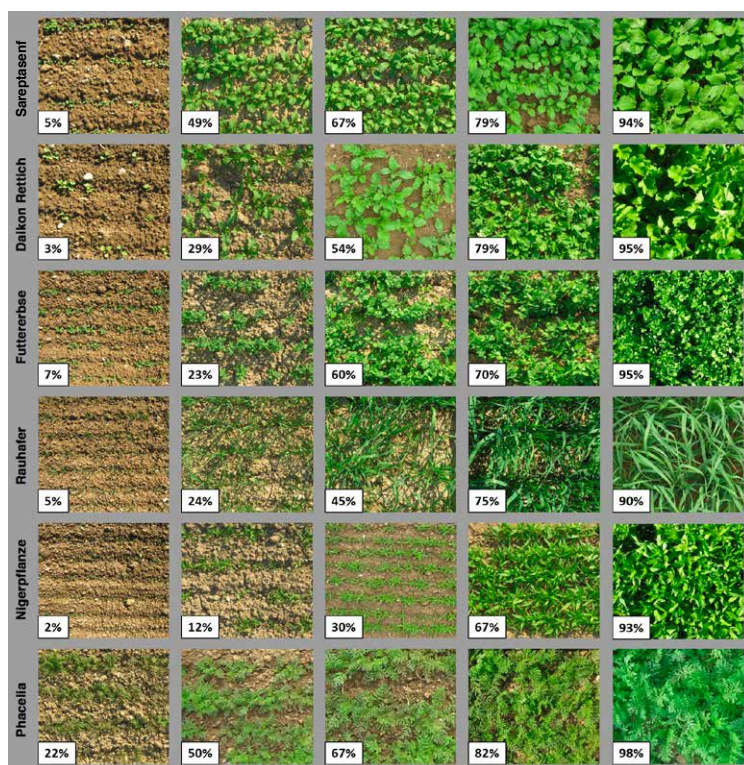 Sareptasenf
5% 49% 67% 79% 94%
Daikon Rettich
3% 29% 54% 79% 95%
Futtererbse
7% 23% 60% 70% 95%
Rauhafer
5% 24% 45% 75% 90%
Nigerpflanze
2% 12% 30% 67% 93%
Phacelia
22% 50% 67% 82% 98%